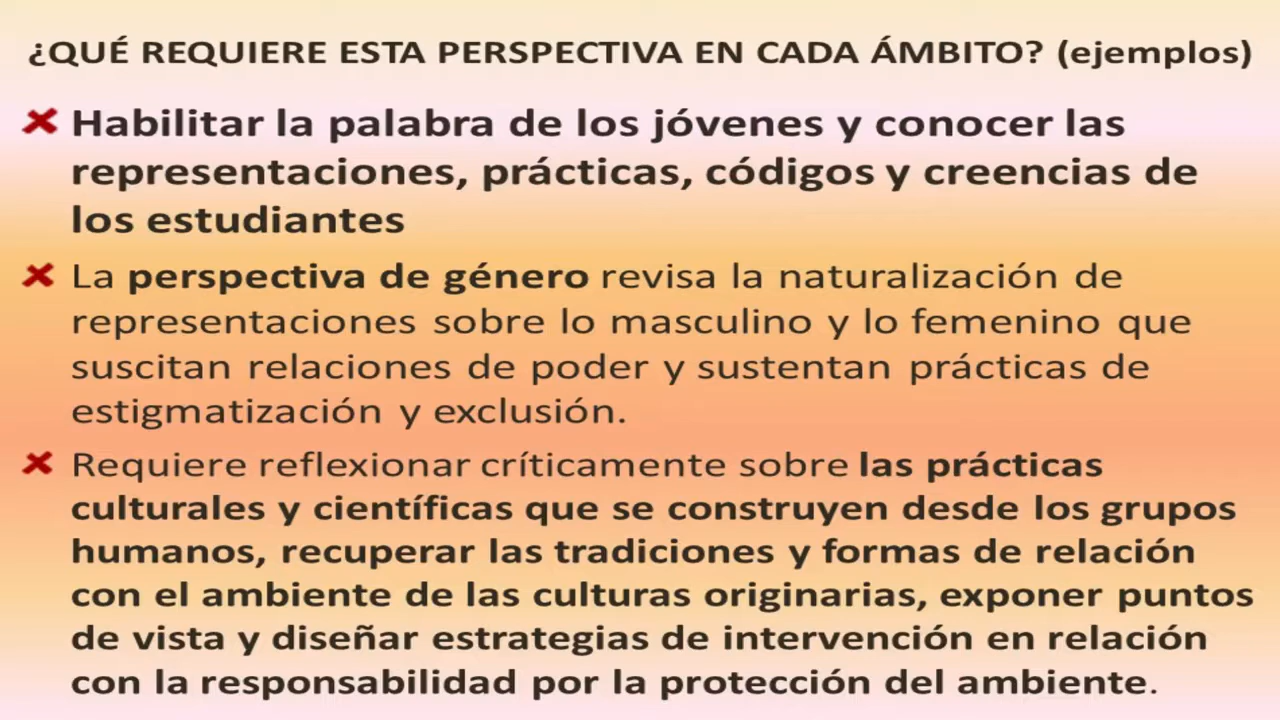 ¿QUÉ REQUIERE ESTA PERSPECTIVA EN CADA ÁMBITO? (ejemplos)
Habilitar la palabra de los jóvenes y conocer las
representaciones, prácticas, códigos y creencias de
los estudiantes
La perspectiva de género revisa la naturalización de
representaciones sobre lo masculino y lo femenino que
suscitan relaciones de poder y sustentan prácticas de
estigmatización y exclusión.
Requiere reflexionar críticamente sobre las prácticas
culturales y científicas que se construyen desde los grupos
humanos, recuperar las tradiciones y formas de relación
con el ambiente de las culturas originarias, exponer puntos
de vista y diseñar estrategias de intervención en relación
con la responsabilidad por la protección del ambiente.